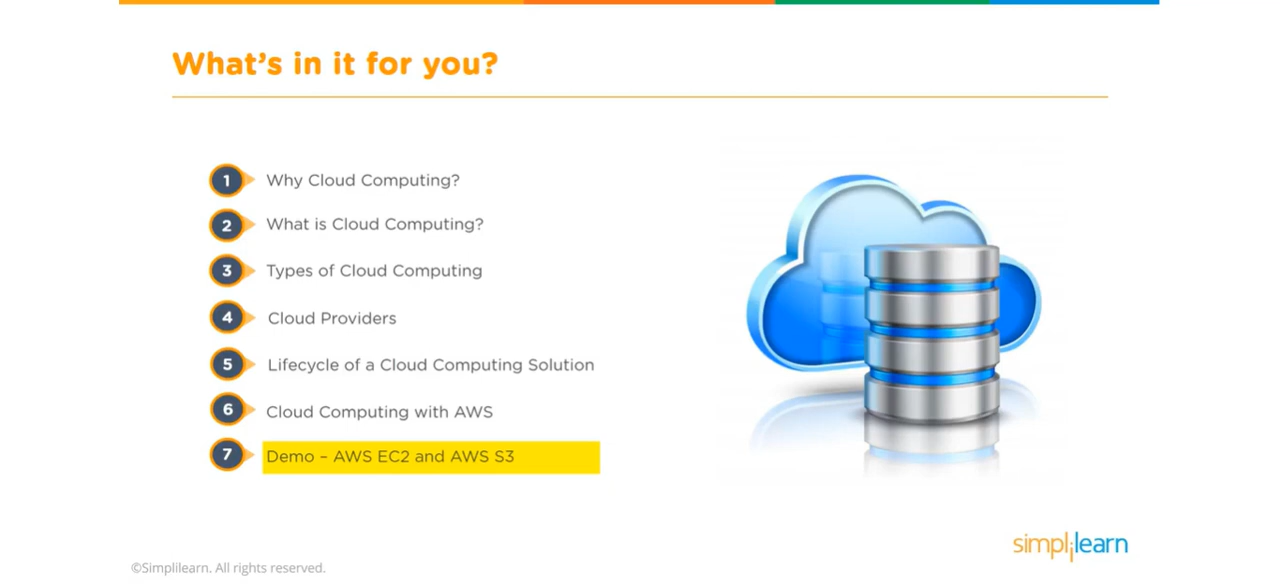 What's in it for you?
1 Why Cloud Computing?
2 What is Cloud Computing?
3 Types of Cloud Computing
4 Cloud Providers
5 Lifecycle of a Cloud Computing Solution
6 Cloud Computing with AWS
7 Demo – AWS EC2 and AWS S3
simplilearn
©Simplilearn. All rights reserved.